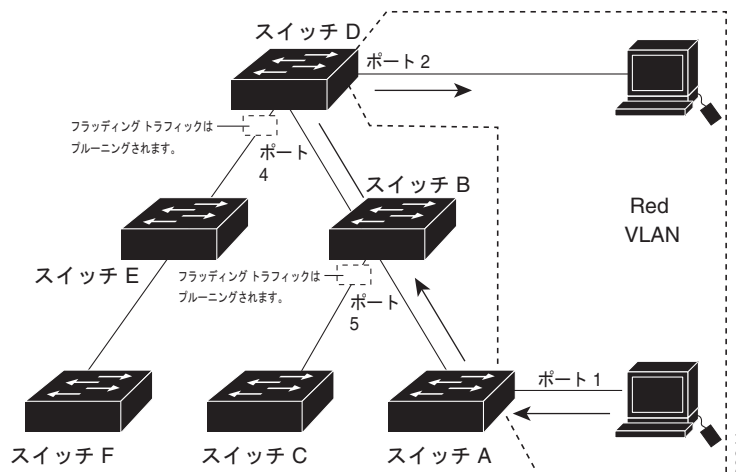 スイッチ D
ポート 2
フラッディング トラフィックは
プルーニングされます。
ポート
4
スイッチ B
Red
VLAN
スイッチ E
フラッディング トラフィックは
プルーニングされます。
ポート
5
ポート 1
スイッチ F
スイッチ C
スイッチ A